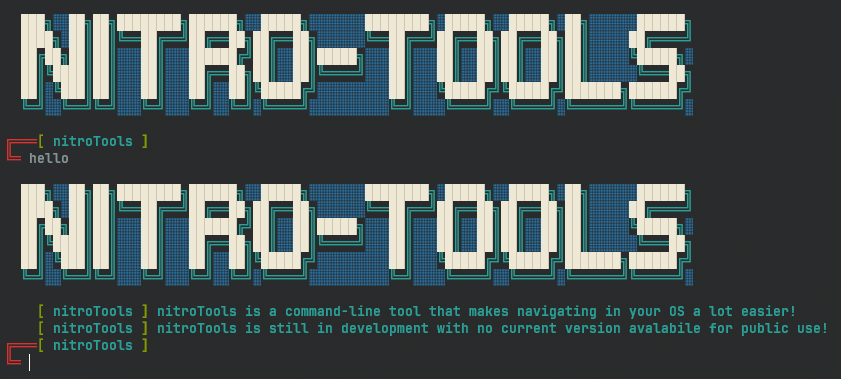 NITRO-TOOLS
[ nitroTools ]
hello
NITRO-TOOLS
[ nitroTools ] nitroTools is a command-line tool that makes navigating in your OS a lot easier!
[ nitroTools ] nitroTools is still in development with no current version avalabile for public use!
[ nitroTools ]